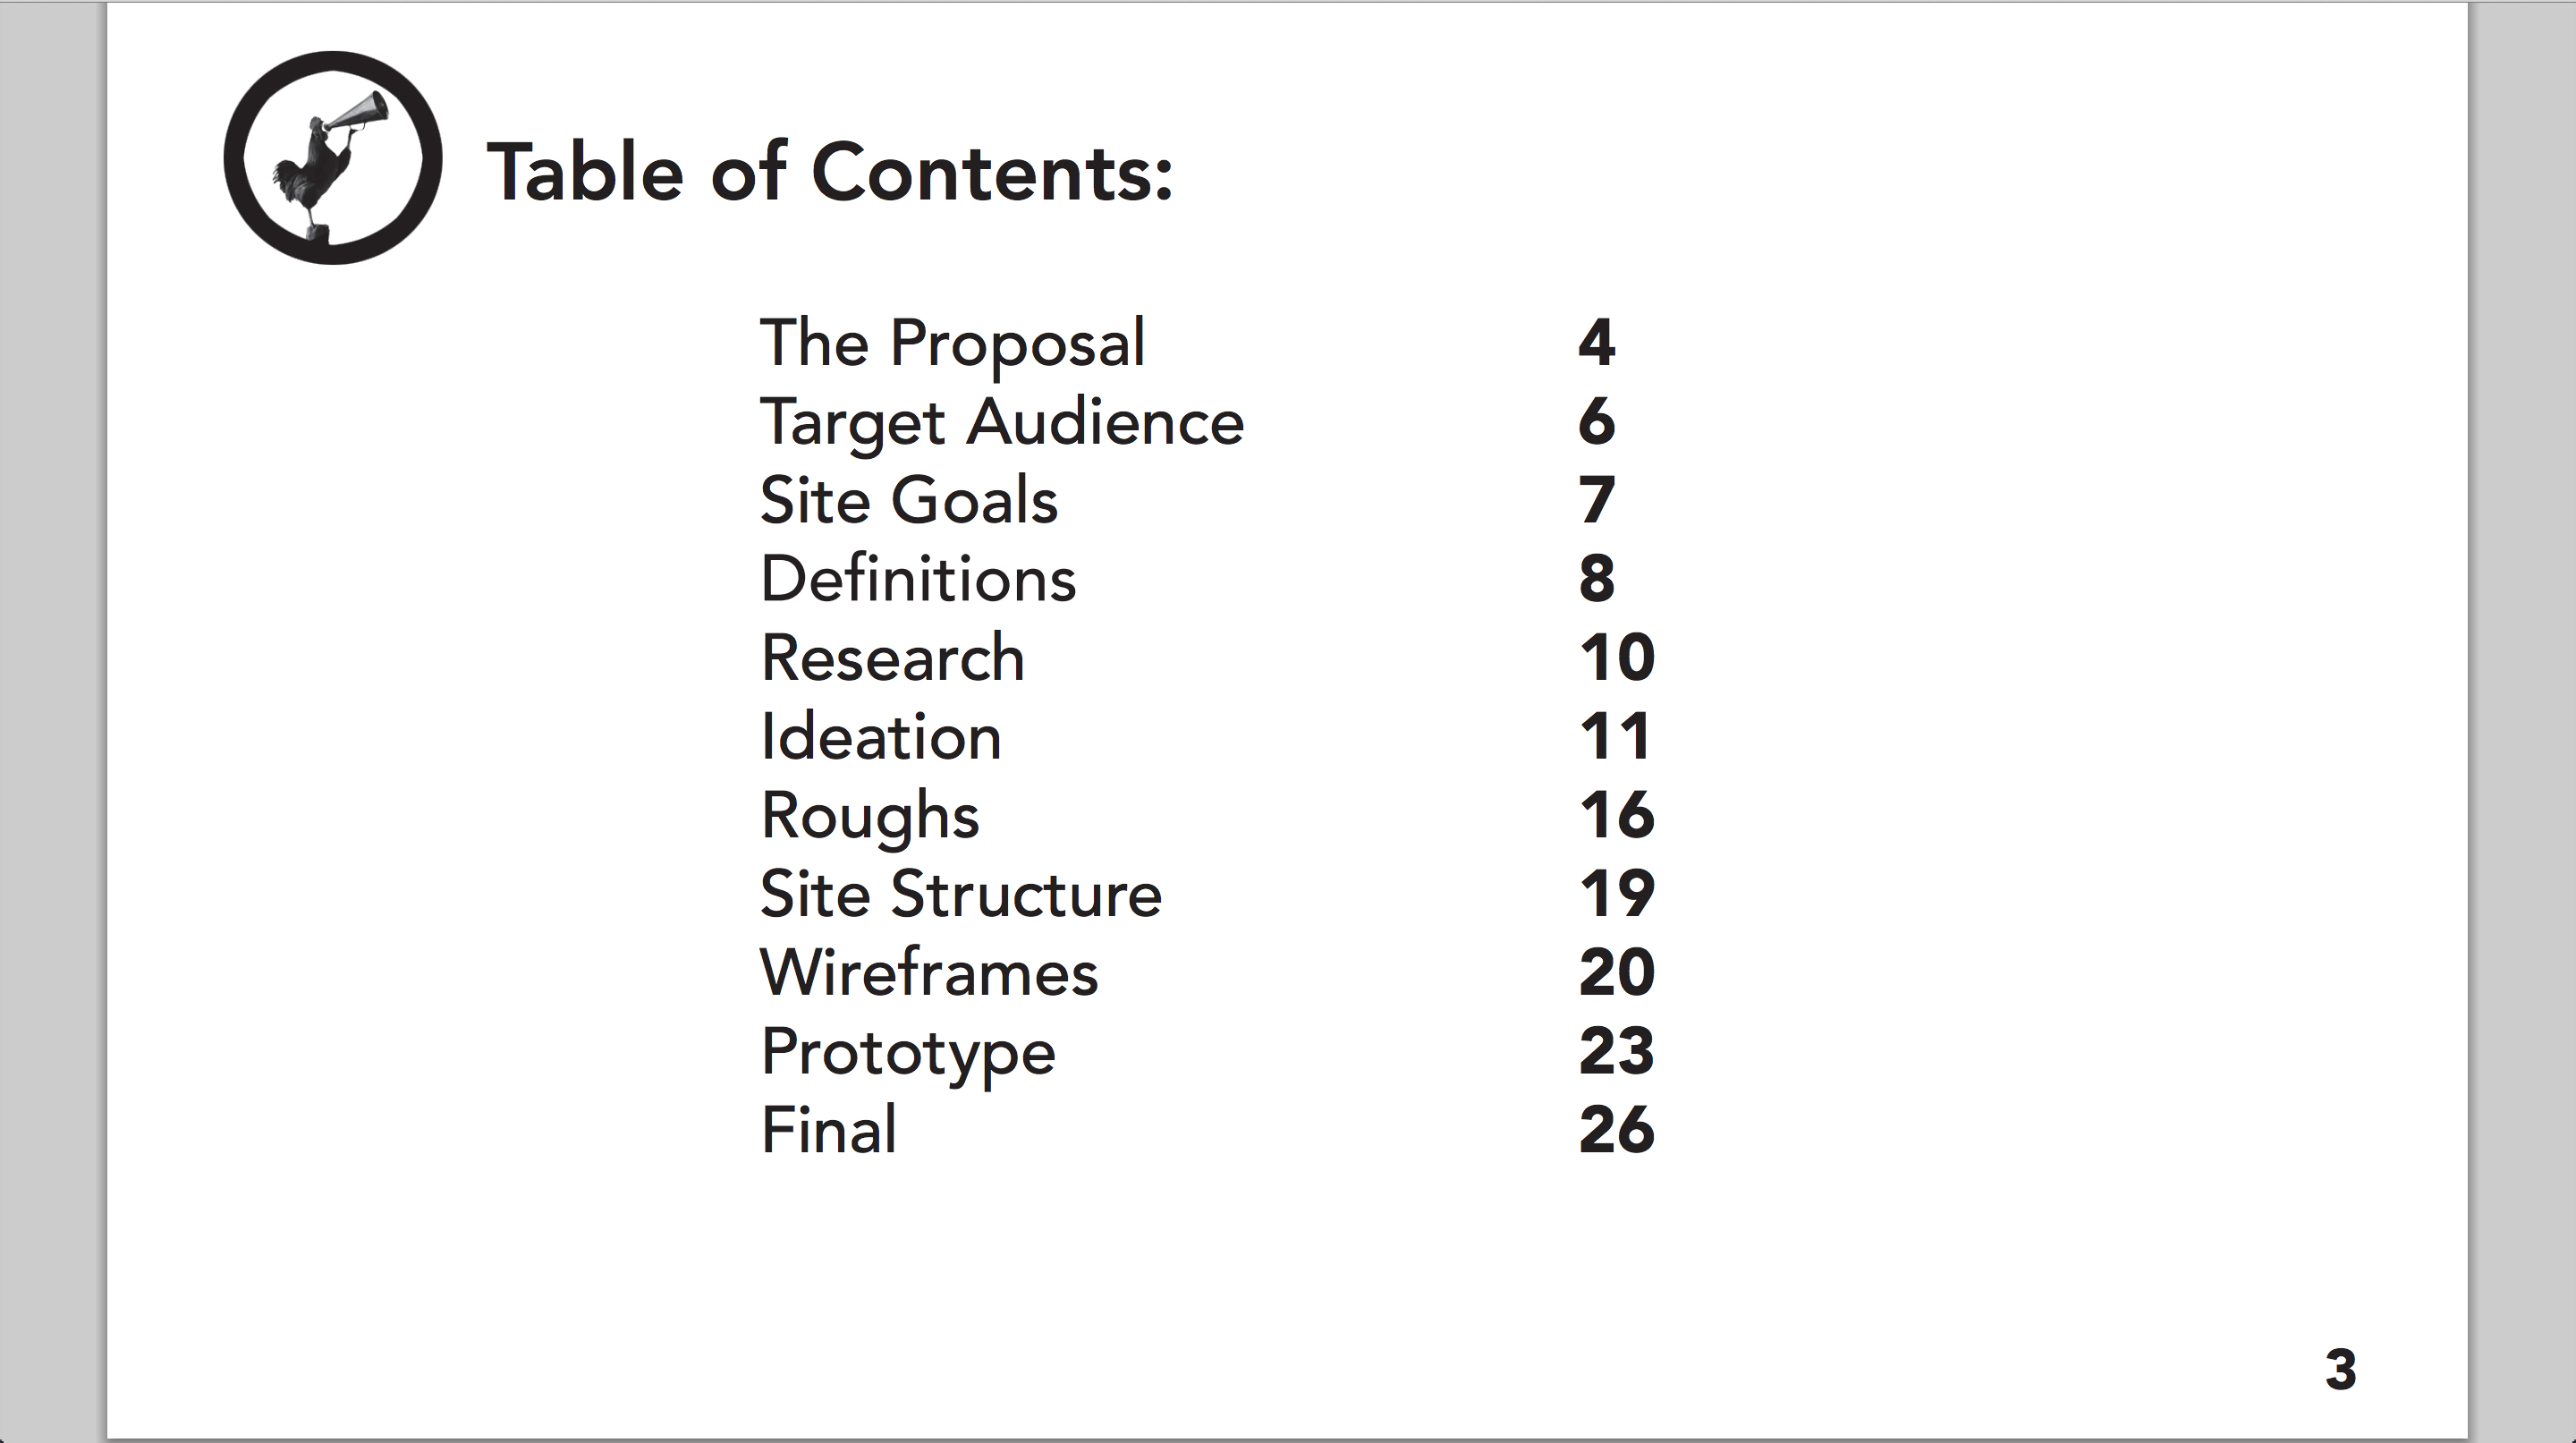 Table of Contents:
The Proposal 4
Target Audience 6
Site Goals 7
Definitions 8
Research 10
Ideation 11
Roughs 16
Site Structure 19
Wireframes 20
Prototype 23
Final 26
3